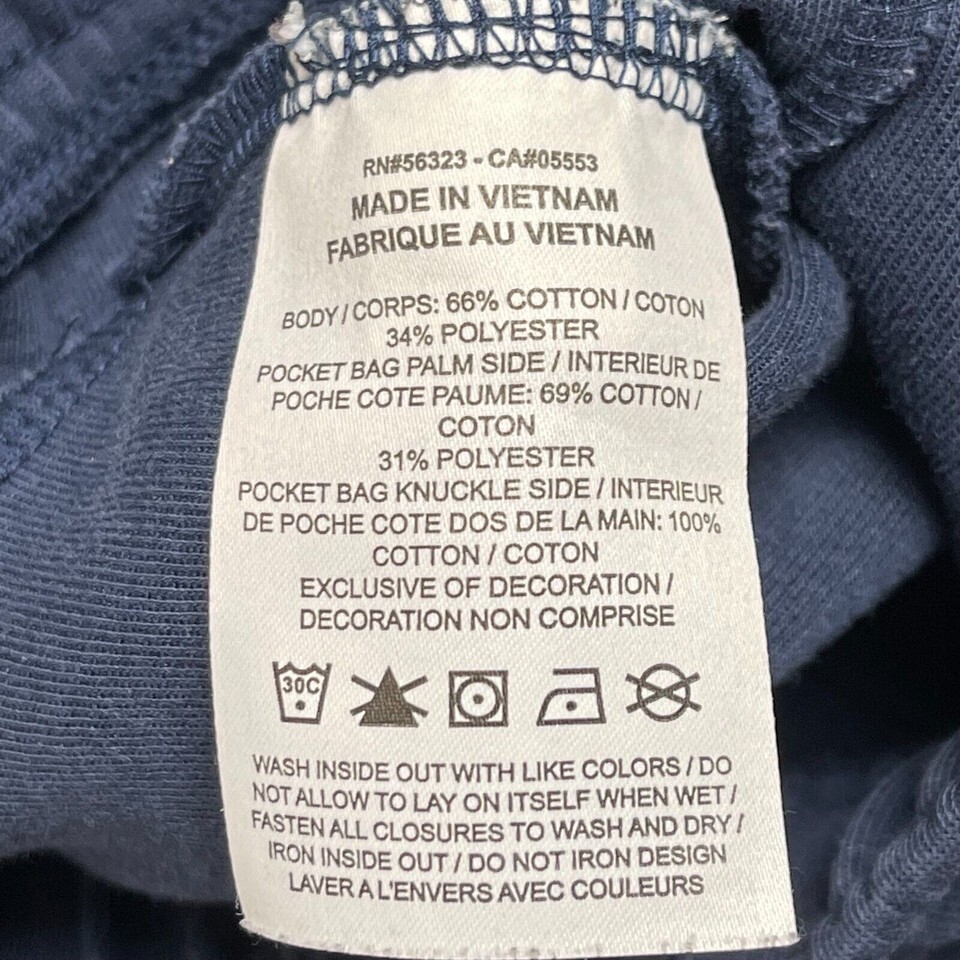 RN#56323 - CA#05553
MADE IN VIETNAM
FABRIQUE AU VIETNAM
BODY / CORPS: 66% COTTON / COTON
34% POLYESTER
POCKET BAG PALM SIDE / INTERIEUR DE
POCHE COTE PAUME: 69% COTTON /
COTON
31% POLYESTER
POCKET BAG KNUCKLE SIDE / INTERIEUR
DE POCHE COTE DOS DE LA MAIN: 100%
COTTON / COTON
EXCLUSIVE OF DECORATION /
DECORATION NON COMPRISE
30C
WASH INSIDE OUT WITH LIKE COLORS / DO
NOT ALLOW TO LAY ON ITSELF WHEN WET /
FASTEN ALL CLOSURES TO WASH AND DRY /
IRON INSIDE OUT / DO NOT IRON DESIGN
LAVER A L'ENVERS AVEC COULEURS